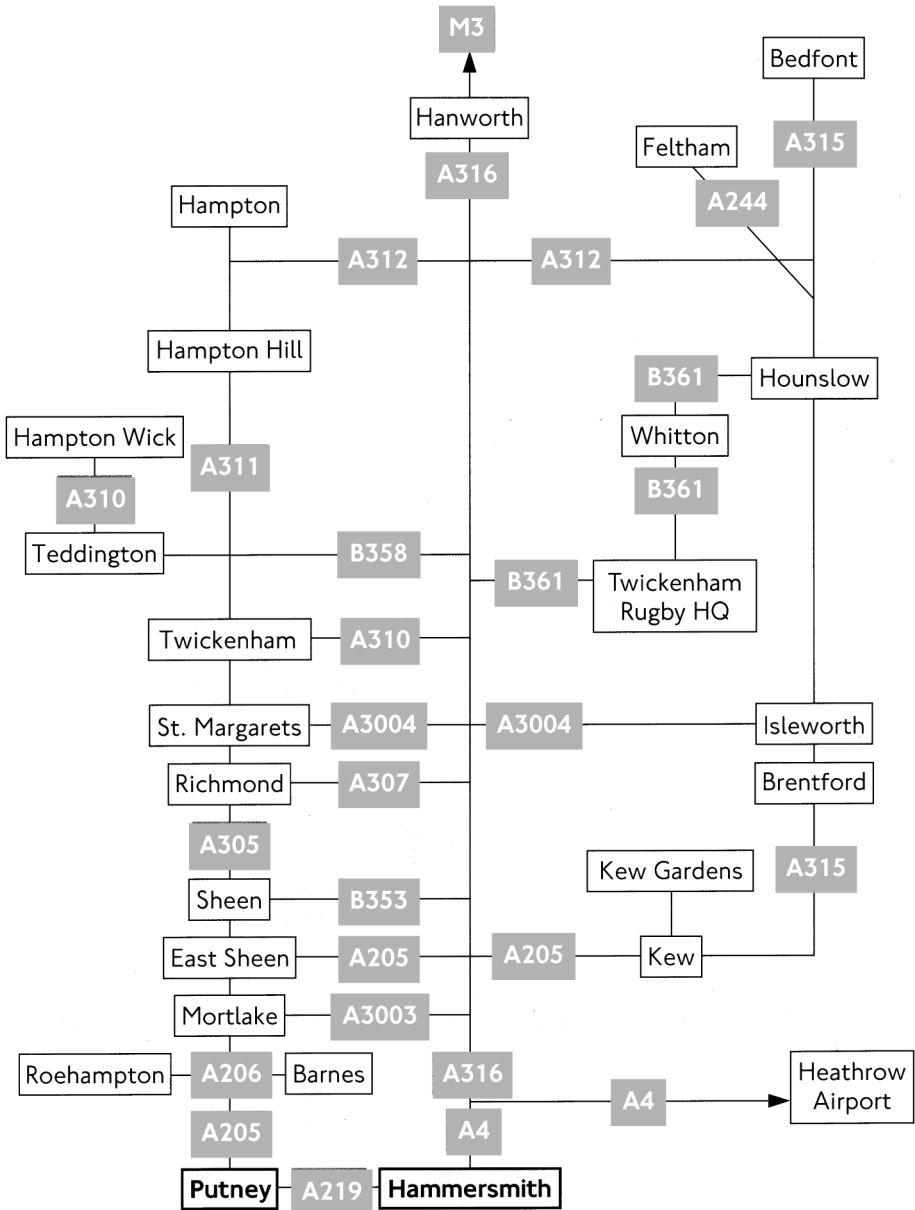 M3
Bedfont
Hanworth
A315
Feltham
A316
A244
Hampton
A312
A312
Hampton Hill
B361
Hounslow
Hampton Wick
Whitton
A311
A310
B361
Teddington
B358
B361
Twickenham
Rugby HQ
Twickenham
A310
St. Margarets
A3004
A3004
Isleworth
Richmond
A307
Brentford
A305
Kew Gardens
A315
Sheen
B353
East Sheen
A205
A205
Kew
Mortlake
A3003
Roehampton
A206
Barnes
A316
Heathrow
Airport
A4
A205
A4
Putney
A219
Hammersmith